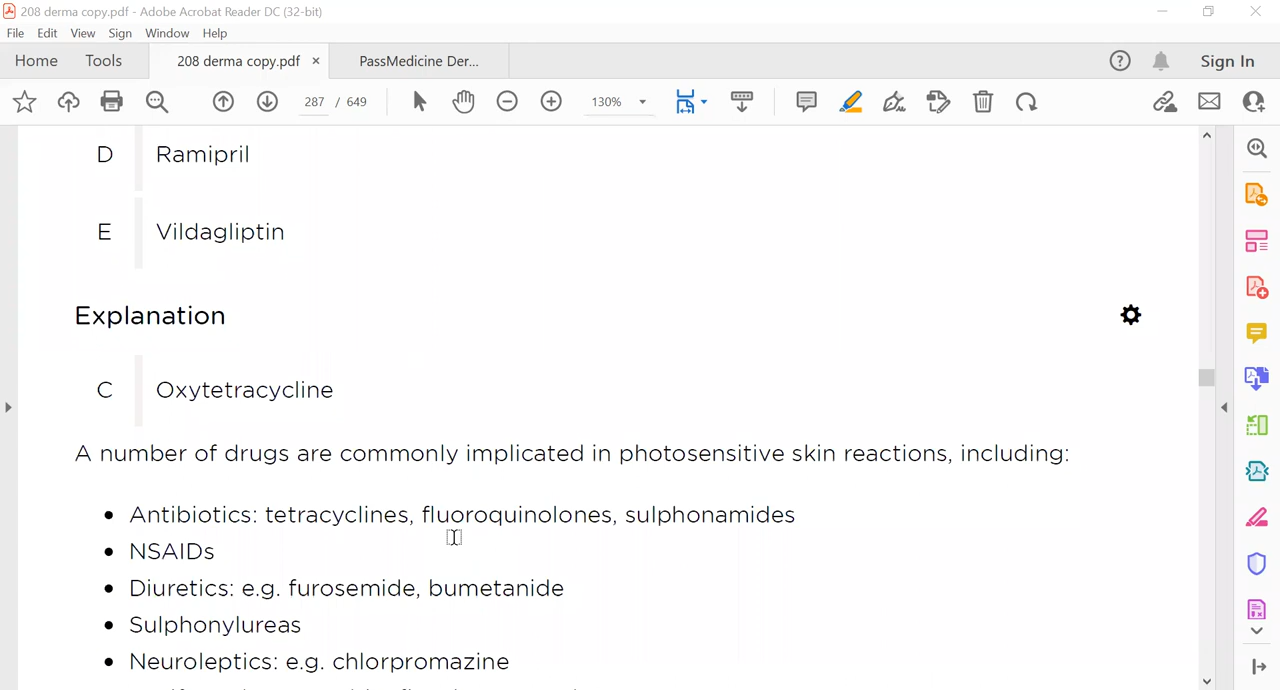 208 derma copy.pdf - Adobe Acrobat Reader DC (32-bit)
File Edit View Sign Window Help
Home Tools 208 derma copy.pdf × PassMedicine Der... Sign In
287 / 649 130%
D Ramipril
E Vildagliptin
Explanation
C Oxytetracycline
A number of drugs are commonly implicated in photosensitive skin reactions, including:
• Antibiotics: tetracyclines, fluoroquinolones, sulphonamides
• NSAIDs
• Diuretics: e.g. furosemide, bumetanide
• Sulphonylureas
• Neuroleptics: e.g. chlorpromazine